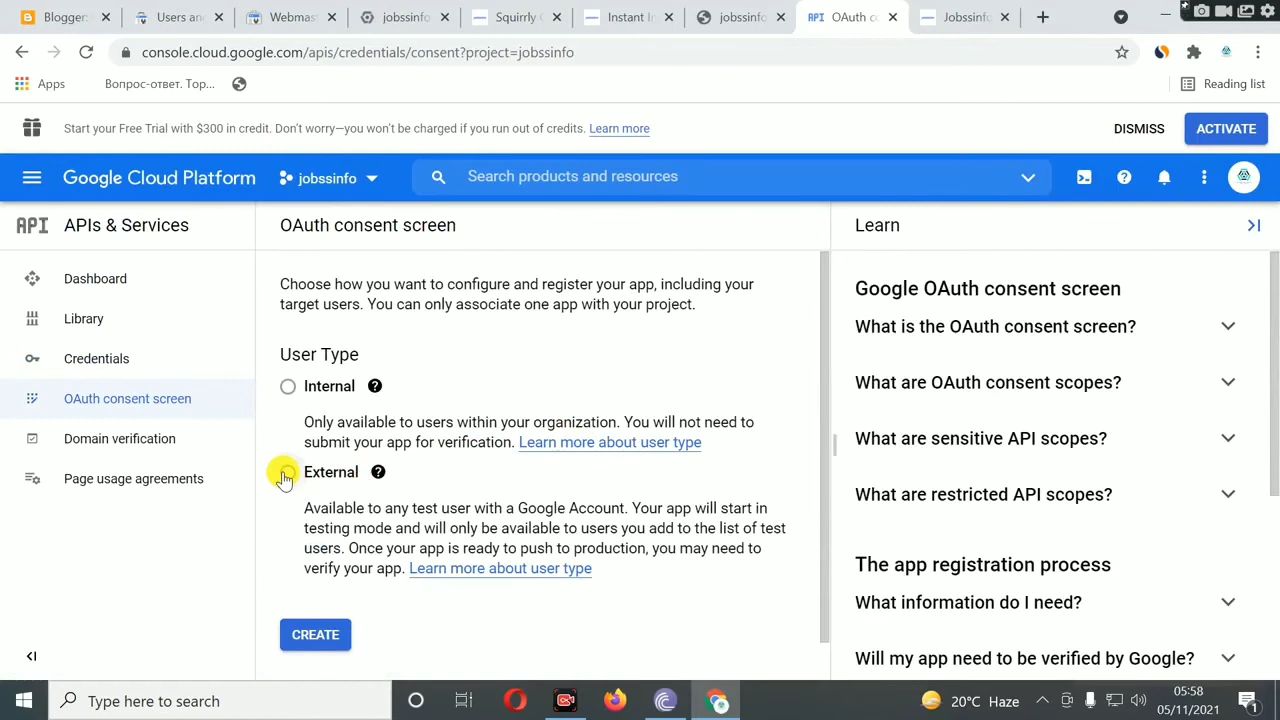 Blogger:
Users and
Webmast
jobssinfo
Squirrly
Instant In
jobssinfo
API OAuth co
Jobssinfo
console.cloud.google.com/apis/credentials/consent?project=jobssinfo
Apps
Вопрос-ответ. Тор...
Reading list
Start your Free Trial with $300 in credit. Don't worry—you won't be charged if you run out of credits. Learn more
DISMISS
ACTIVATE
Google Cloud Platform
jobssinfo
Search products and resources
API APIs & Services
OAuth consent screen
Learn
Dashboard
Library
Credentials
OAuth consent screen
Domain verification
Page usage agreements
Choose how you want to configure and register your app, including your
target users. You can only associate one app with your project.
User Type
Internal
Only available to users within your organization. You will not need to
submit your app for verification. Learn more about user type
External
Available to any test user with a Google Account. Your app will start in
testing mode and will only be available to users you add to the list of test
users. Once your app is ready to push to production, you may need to
verify your app. Learn more about user type
CREATE
Google OAuth consent screen
What is the OAuth consent screen?
What are OAuth consent scopes?
What are sensitive API scopes?
What are restricted API scopes?
The app registration process
What information do I need?
Will my app need to be verified by Google?
Type here to search
20°C Haze
05:58
05/11/2021
1